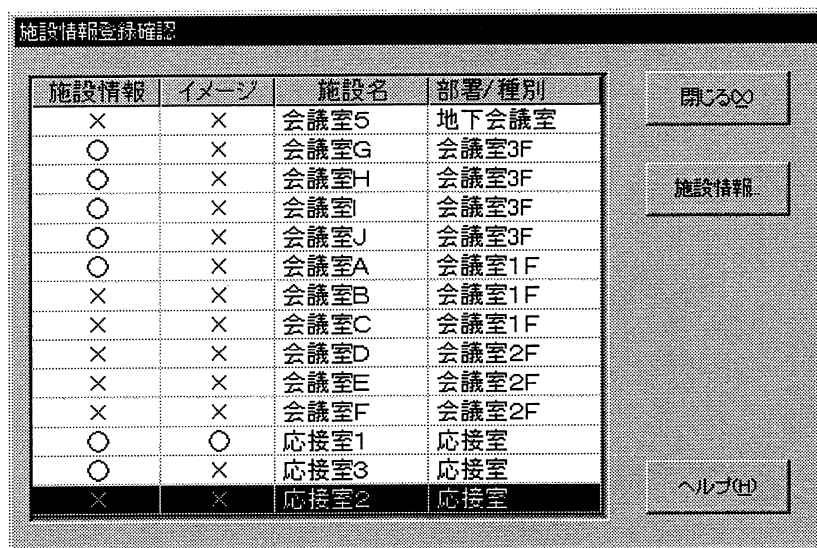 施設情報登録確認
施設情報 イメージ 施設名 部署/種別
× × 会議室5 地下会議室
○ × 会議室G 会議室3F
○ × 会議室H 会議室3F
○ × 会議室I 会議室3F
○ × 会議室J 会議室3F
○ × 会議室A 会議室1F
× × 会議室B 会議室1F
× × 会議室C 会議室1F
× × 会議室D 会議室2F
× × 会議室E 会議室2F
× × 会議室F 会議室2F
○ ○ 応接室1 応接室
○ × 応接室3 応接室
× × 応接室2 応接室
閉じる(X)
施設情報...
ヘルプ(H)